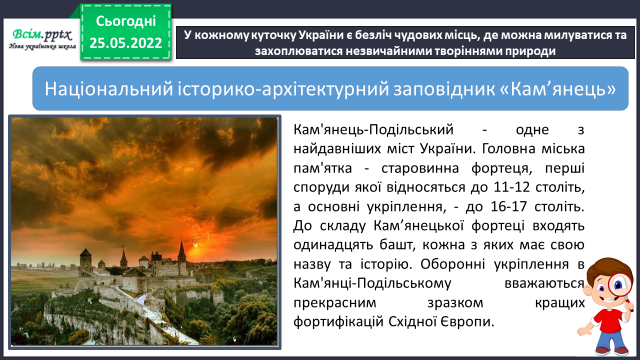 Всім.pptx
Нова українська школа
Сьогодні
25.05.2022
У кожному куточку України є безліч чудових місць, де можна милуватися та
захоплюватися незвичайними творіннями природи
Національний історико-архітектурний заповідник «Кам’янець»
Кам'янець-Подільський - одне з
найдавніших міст України. Головна міська
пам'ятка - старовинна фортеця, перші
споруди якої відносяться до 11-12 століть,
а основні укріплення, - до 16-17 століть.
До складу Кам’янецької фортеці входять
одинадцять башт, кожна з яких має свою
назву та історію. Оборонні укріплення в
Кам'янці-Подільському вважаються
прекрасним зразком кращих
фортифікацій Східної Європи.